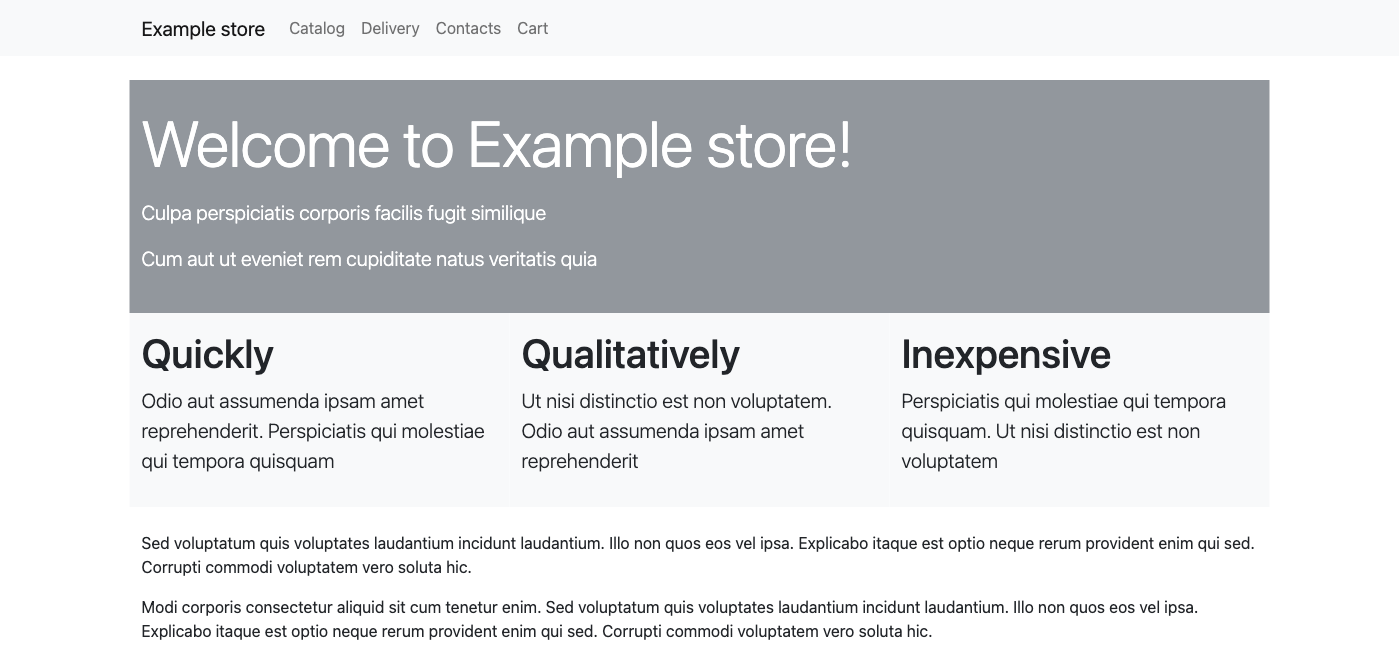 Example store Catalog Delivery Contacts Cart
Welcome to Example store!
Culpa perspiciatis corporis facilis fugit similique
Cum aut ut eveniet rem cupiditate natus veritatis quia
Quickly
Odio aut assumenda ipsam amet
reprehenderit. Perspiciatis qui molestiae
qui tempora quisquam
Qualitatively
Ut nisi distinctio est non voluptatem.
Odio aut assumenda ipsam amet
reprehenderit
Inexpensive
Perspiciatis qui molestiae qui tempora
quisquam. Ut nisi distinctio est non
voluptatem
Sed voluptatum quis voluptates laudantium incidunt laudantium. Illo non quos eos vel ipsa. Explicabo itaque est optio neque rerum provident enim qui sed.
Corrupti commodi voluptatem vero soluta hic.
Modi corporis consectetur aliquid sit cum tenetur enim. Sed voluptatum quis voluptates laudantium incidunt laudantium. Illo non quos eos vel ipsa.
Explicabo itaque est optio neque rerum provident enim qui sed. Corrupti commodi voluptatem vero soluta hic.